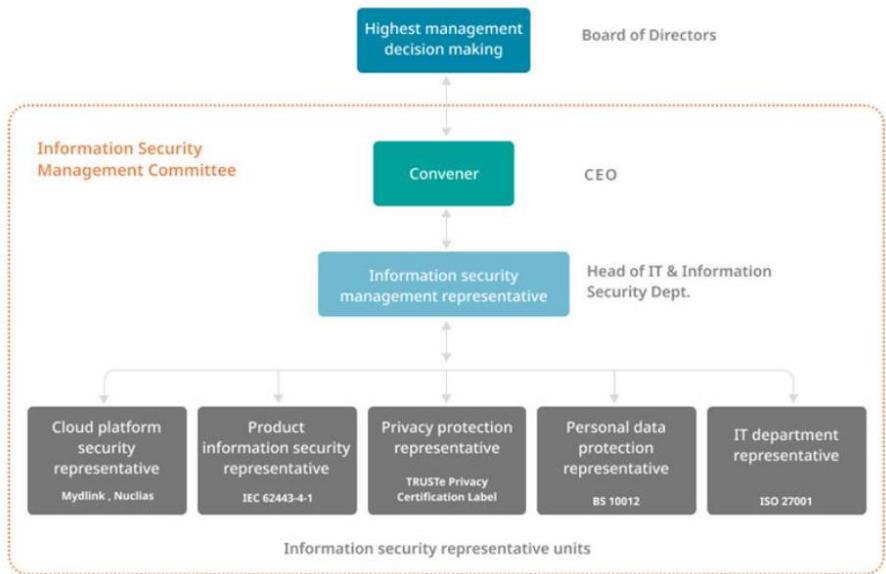 Highest management
decision making
Board of Directors
Information Security
Management Committee
Convener
CEO
Information security
management representative
Head of IT & Information
Security Dept.
Cloud platform
security
representative
Mydlink , Nuclias
Product
information security
representative
IEC 62443-4-1
Privacy protection
representative
TRUSTe Privacy
Certification Label
Personal data
protection
representative
BS 10012
IT department
representative
ISO 27001
Information security representative units